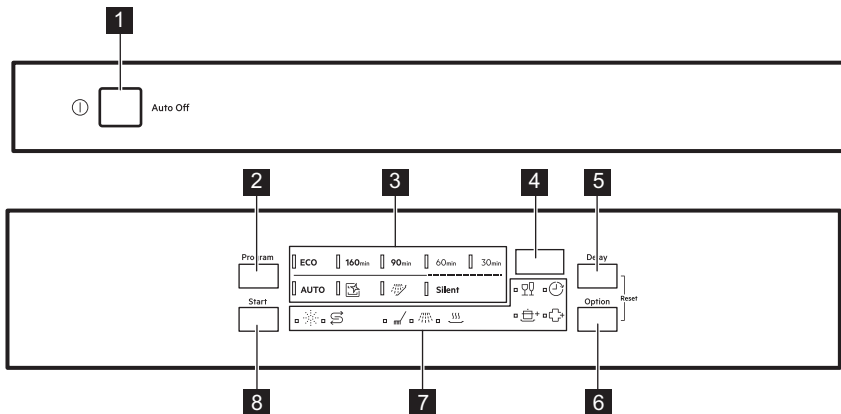 1
Auto Off
2 3 4 5
Program Delay
ECO 160min 90min 60min 30min
AUTO Silent
Start Option Reset
8 7 6